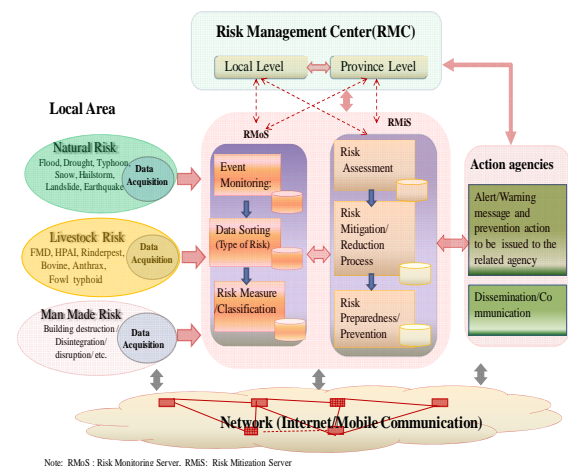 Risk Management Center(RMC)
Local Level
Province Level
Local Area
Natural Risk
Flood, Drought, Typhoon,
Snow, Hailstorm,
Landslide, Earthquake
Data
Acquisition
Livestock Risk
FMD, HPAI, Rinderpest,
Bovine, Anthrax,
Fowl typhoid
Data
Acquisition
Man Made Risk
Building destruction /
Disintegration/
disruption/ etc.
Data
Acquisition
RMoS
Event
Monitoring:
Data Sorting
(Type of Risk)
Risk Measure
/Classification
RMiS
Risk
Assessment
Risk
Mitigation/
Reduction
Process
Risk
Preparedness/
Prevention
Action agencies
Alert/Warning
message and
prevention action
to be issued to the
related agency
Dissemination/Co
mmunication
Network (Internet/Mobile Communication)
Note: RMoS : Risk Monitoring Server, RMiS: Risk Mitigation Server